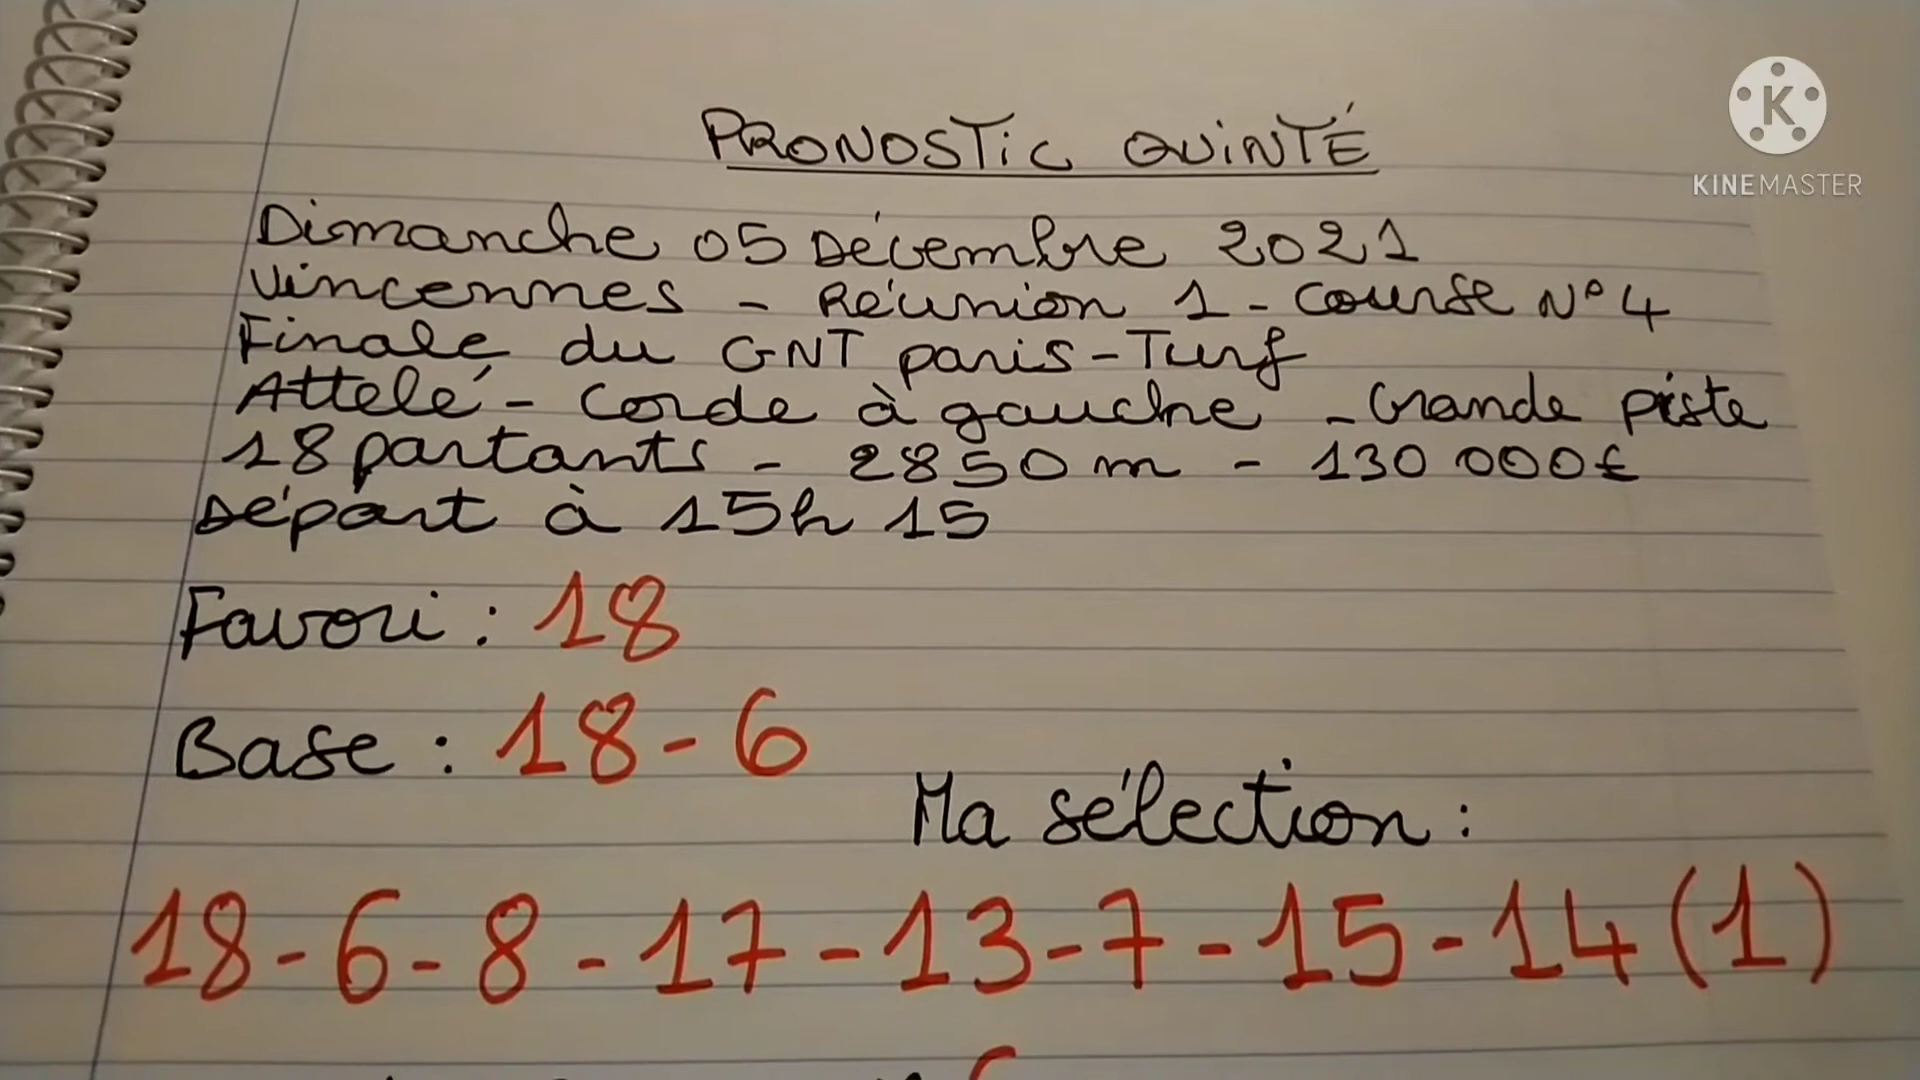 PRONOSTIC QUINTÉ
K
KINEMASTER
Dimanche 05 Décembre 2021
Vincennes - Réunion 1 - Course N° 4
Finale du GNT Paris-Turf
Attelé - Corde à gauche - Grande piste
18 partants - 2850 m - 130 000€
Départ à 15h 15
Favori : 18
Base : 18 - 6
Ma sélection :
18 - 6 - 8 - 17 - 13 - 7 - 15 - 14 (1)